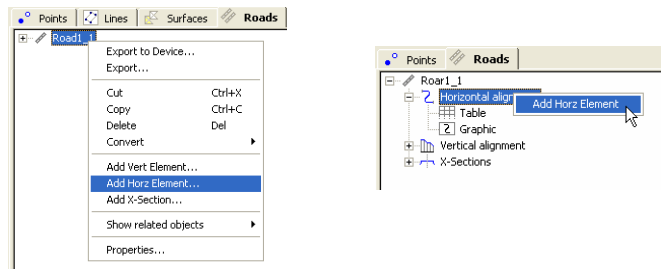 Points Lines Surfaces Roads
Road1_1
Export to Device...
Export...
Cut Ctrl+X
Copy Ctrl+C
Delete Del
Convert
Add Vert Element...
Add Horz Element...
Add X-Section...
Show related objects
Properties...
Points Roads
Roar1_1
Horizontal align
Add Horz Element
Table
Graphic
Vertical alignment
X-Sections